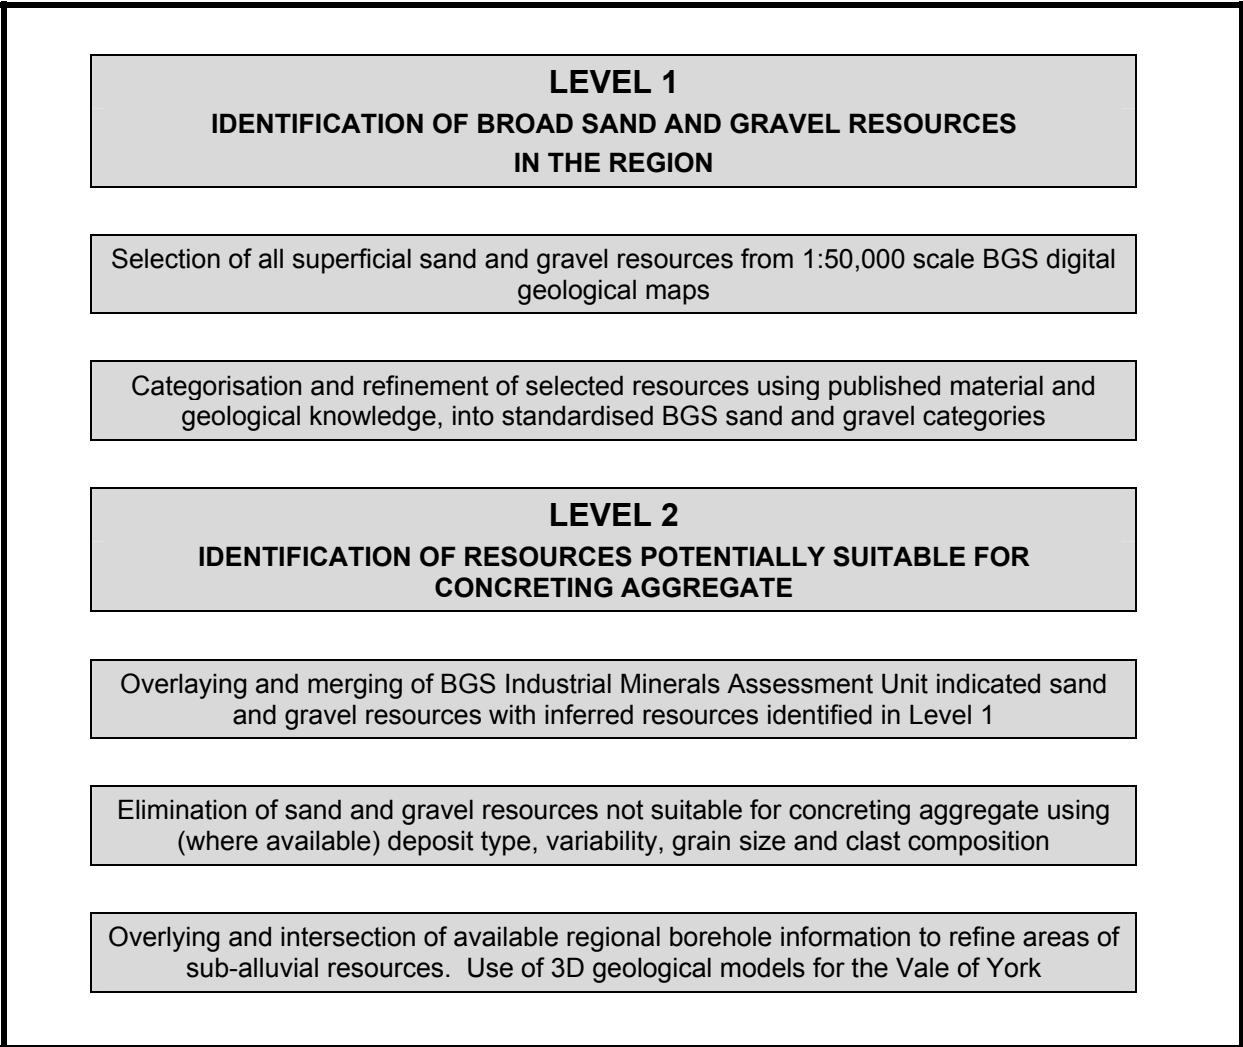 LEVEL 1
IDENTIFICATION OF BROAD SAND AND GRAVEL RESOURCES
IN THE REGION
Selection of all superficial sand and gravel resources from 1:50,000 scale BGS digital
geological maps
Categorisation and refinement of selected resources using published material and
geological knowledge, into standardised BGS sand and gravel categories
LEVEL 2
IDENTIFICATION OF RESOURCES POTENTIALLY SUITABLE FOR
CONCRETING AGGREGATE
Overlaying and merging of BGS Industrial Minerals Assessment Unit indicated sand
and gravel resources with inferred resources identified in Level 1
Elimination of sand and gravel resources not suitable for concreting aggregate using
(where available) deposit type, variability, grain size and clast composition
Overlying and intersection of available regional borehole information to refine areas of
sub-alluvial resources.  Use of 3D geological models for the Vale of York